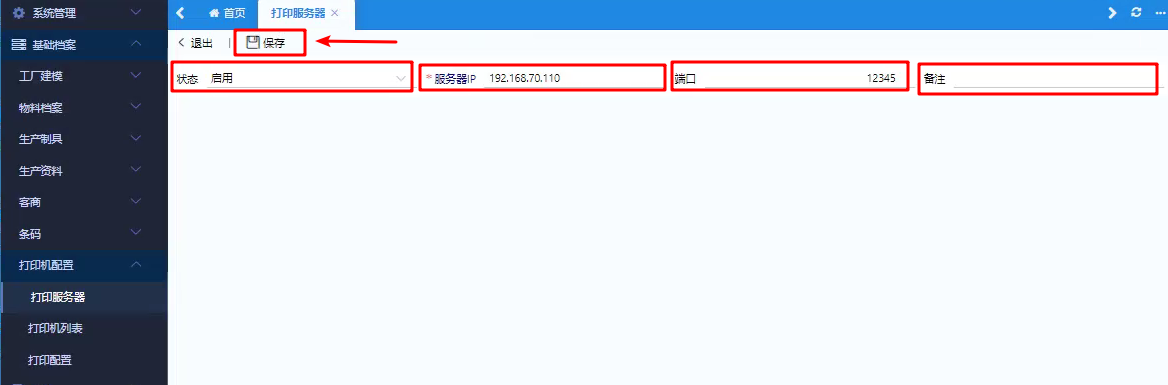 系统管理
首页
打印服务器
基础档案
退出 | 保存
工厂建模
状态 启用 * 服务器IP 192.168.70.110 端口 12345 备注
物料档案
生产制具
生产资料
客商
条码
打印机配置
打印服务器
打印机列表
打印配置